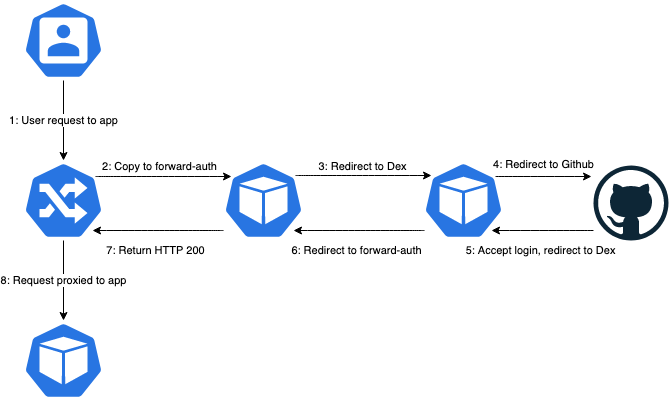 1: User request to app
2: Copy to forward-auth
3: Redirect to Dex
4: Redirect to Github
7: Return HTTP 200
6: Redirect to forward-auth
5: Accept login, redirect to Dex
8: Request proxied to app